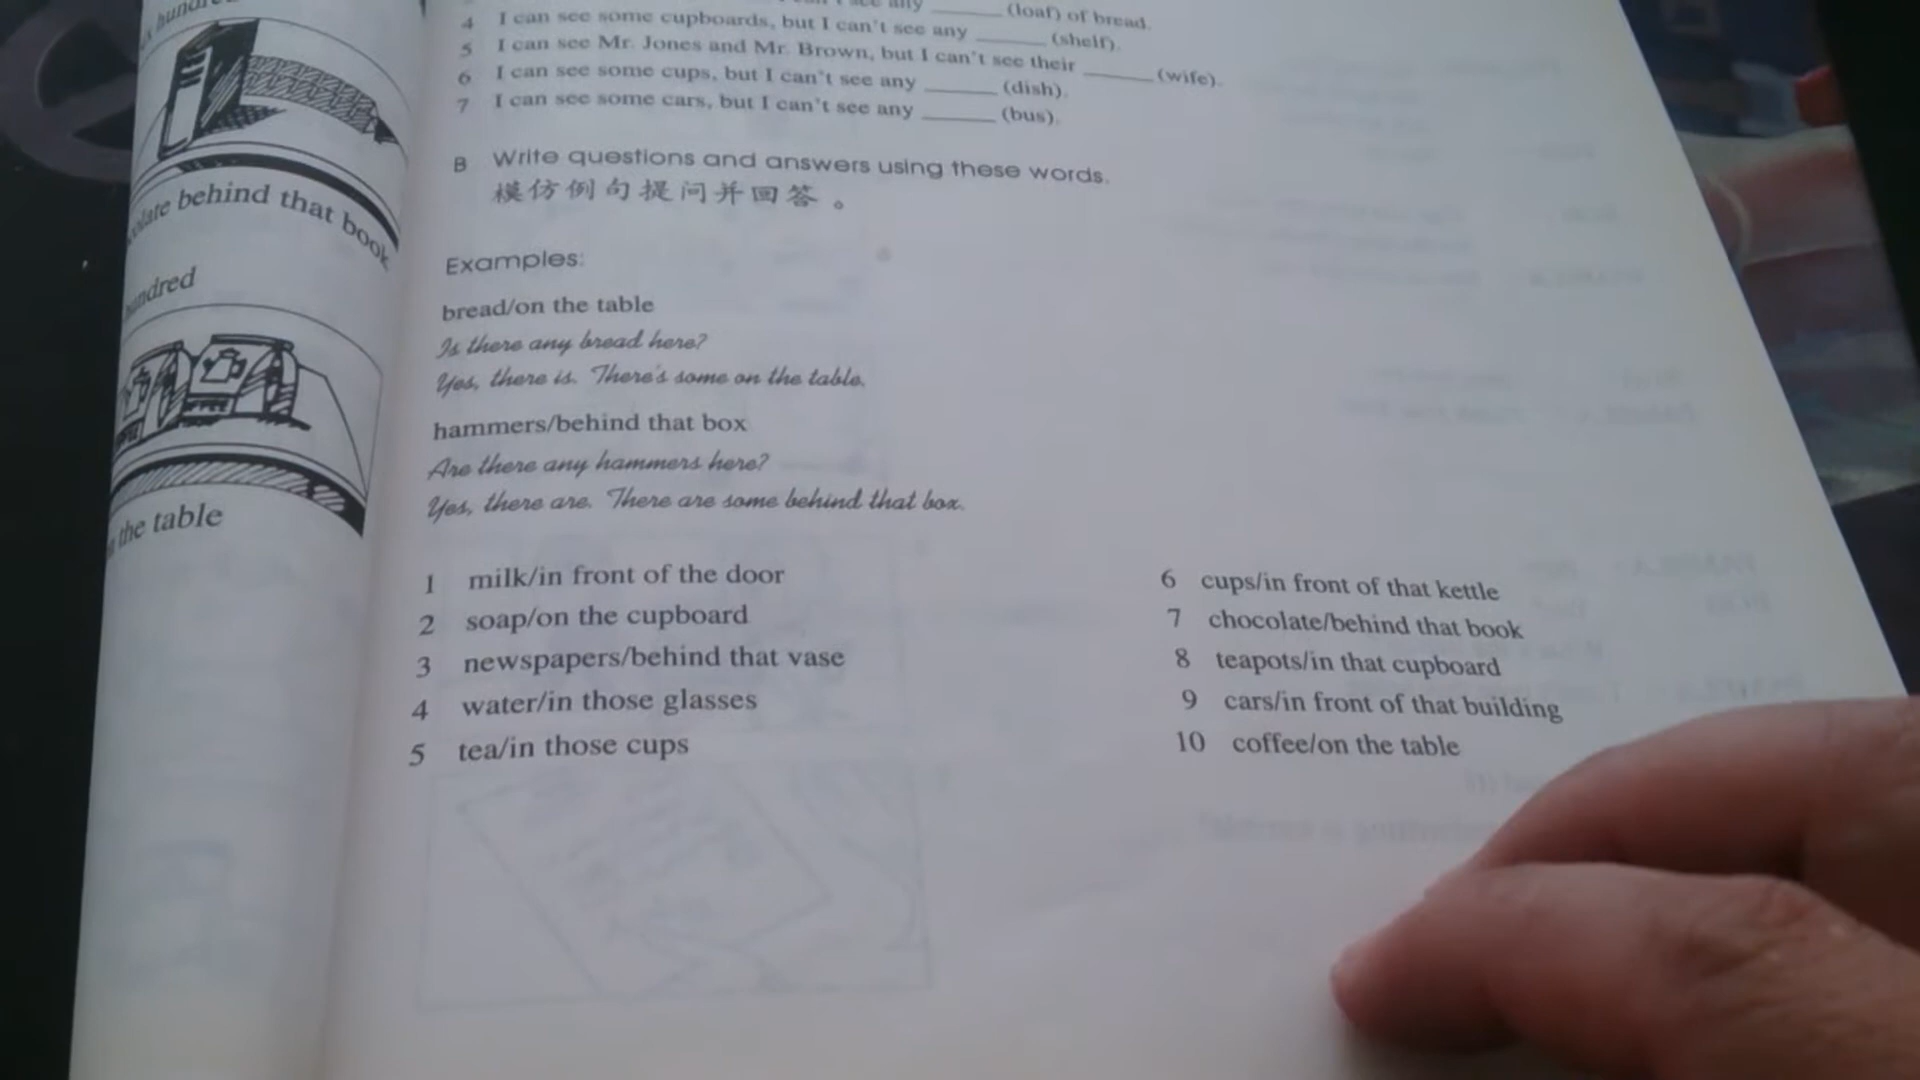 any ______ (loaf) of bread.
4 I can see some cupboards, but I can't see any ______ (shelf).
5 I can see Mr. Jones and Mr. Brown, but I can't see their ______ (wife).
6 I can see some cups, but I can't see any ______ (dish).
7 I can see some cars, but I can't see any ______ (bus).
behind that book
the table
B Write questions and answers using these words.
模仿例句提问并回答。
Examples:
bread/on the table
Is there any bread here?
Yes, there is. There's some on the table.
hammers/behind that box
Are there any hammers here?
Yes, there are. There are some behind that box.
1 milk/in front of the door
2 soap/on the cupboard
3 newspapers/behind that vase
4 water/in those glasses
5 tea/in those cups
6 cups/in front of that kettle
7 chocolate/behind that book
8 teapots/in that cupboard
9 cars/in front of that building
10 coffee/on the table